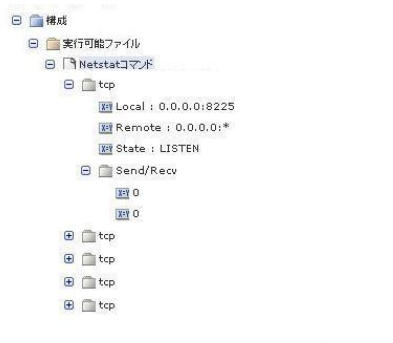 構成
実行可能ファイル
Netstatコマンド
tcp
Local : 0.0.0.0:8225
Remote : 0.0.0.0:*
State : LISTEN
Send/Recv
0
0
tcp
tcp
tcp
tcp